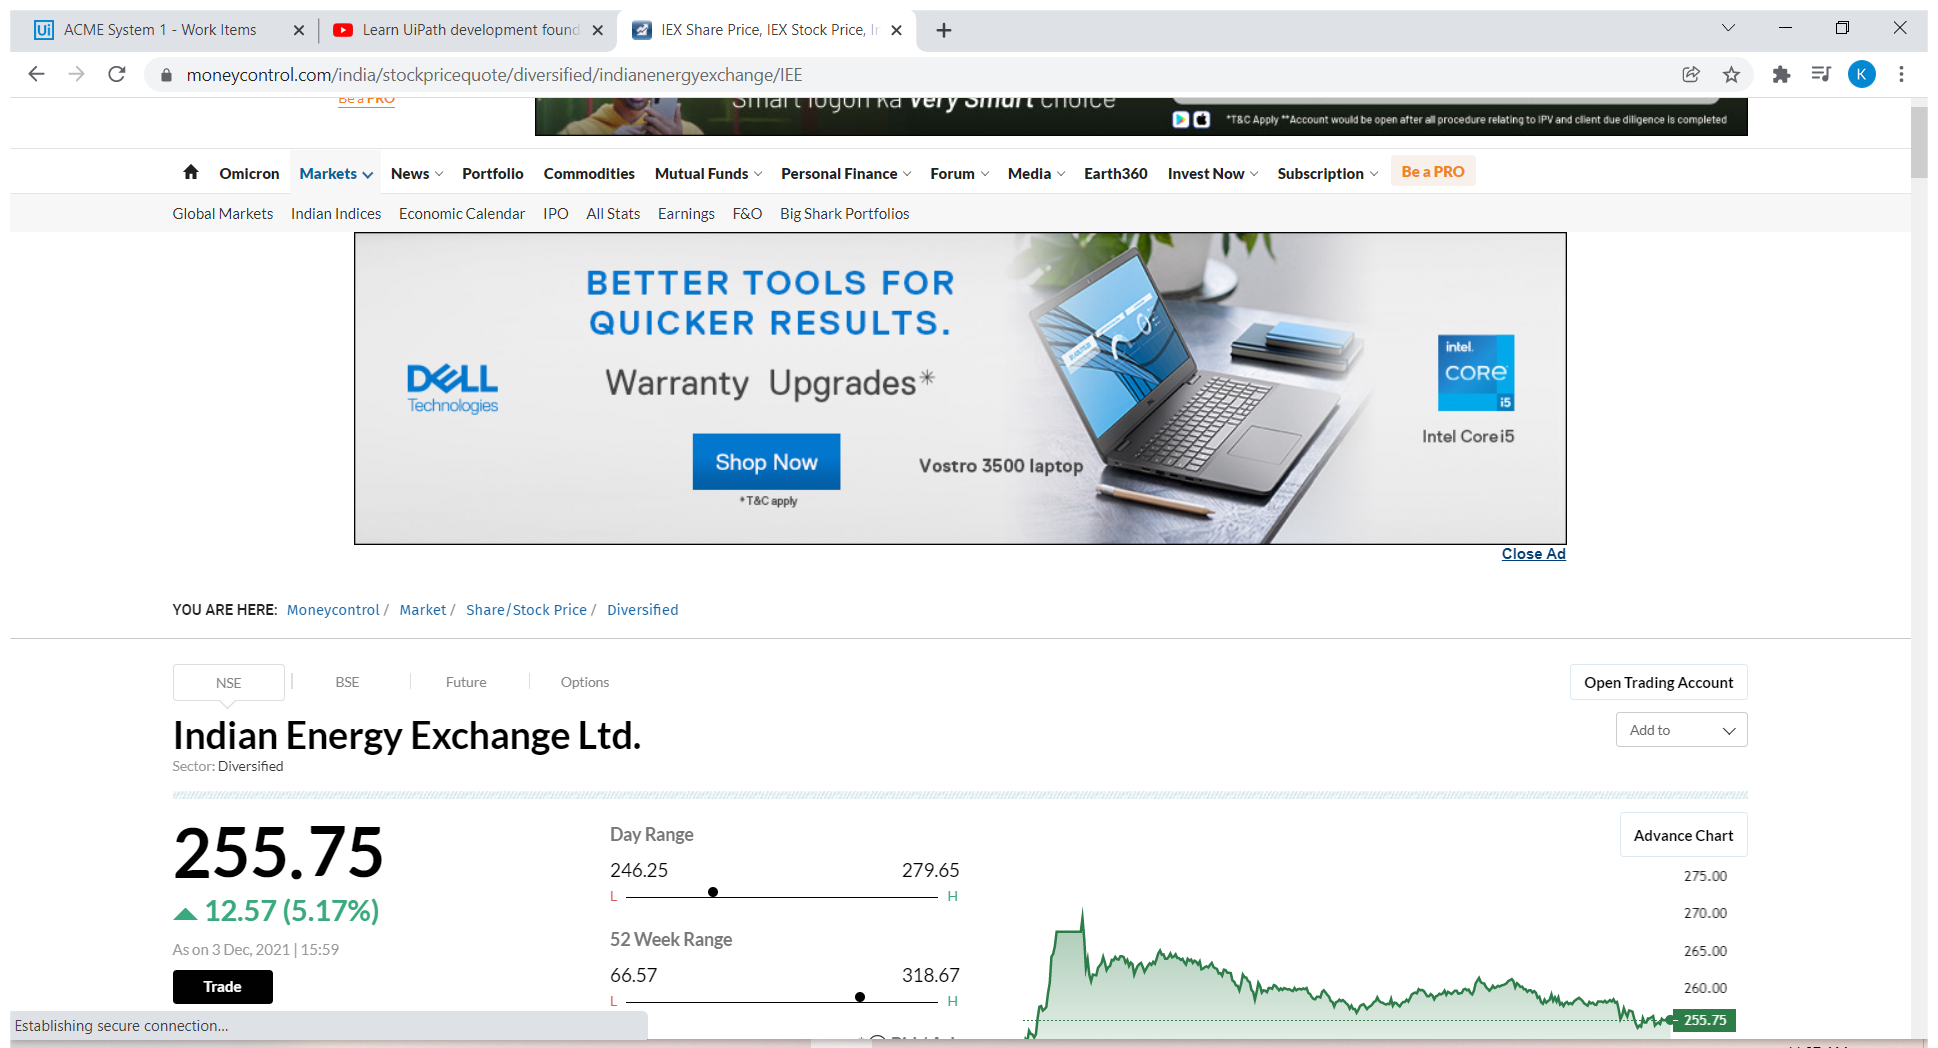 ACME System 1 - Work Items
Learn UiPath development found
IEX Share Price, IEX Stock Price, I
moneycontrol.com/india/stockpricequote/diversified/indianenergyexchange/IEE
K
Be a PRO
Smart logon ka Very Smart choice
*T&C Apply **Account would be open after all procedure relating to IPV and client due diligence is completed
Omicron Markets News Portfolio Commodities Mutual Funds Personal Finance Forum Media Earth360 Invest Now Subscription Be a PRO
Global Markets Indian Indices Economic Calendar IPO All Stats Earnings F&O Big Shark Portfolios
BETTER TOOLS FOR
QUICKER RESULTS.
DELL
Technologies
Warranty Upgrades*
Shop Now
*T&C apply
Vostro 3500 laptop
intel.
CORE
i5
Intel Core i5
Close Ad
YOU ARE HERE: Moneycontrol / Market / Share/Stock Price / Diversified
NSE BSE Future Options
Open Trading Account
Indian Energy Exchange Ltd.
Add to
Sector: Diversified
255.75
12.57 (5.17%)
As on 3 Dec, 2021 | 15:59
Trade
Day Range
246.25 279.65
L H
52 Week Range
66.57 318.67
L H
Advance Chart
275.00
270.00
265.00
260.00
255.75
Establishing secure connection...